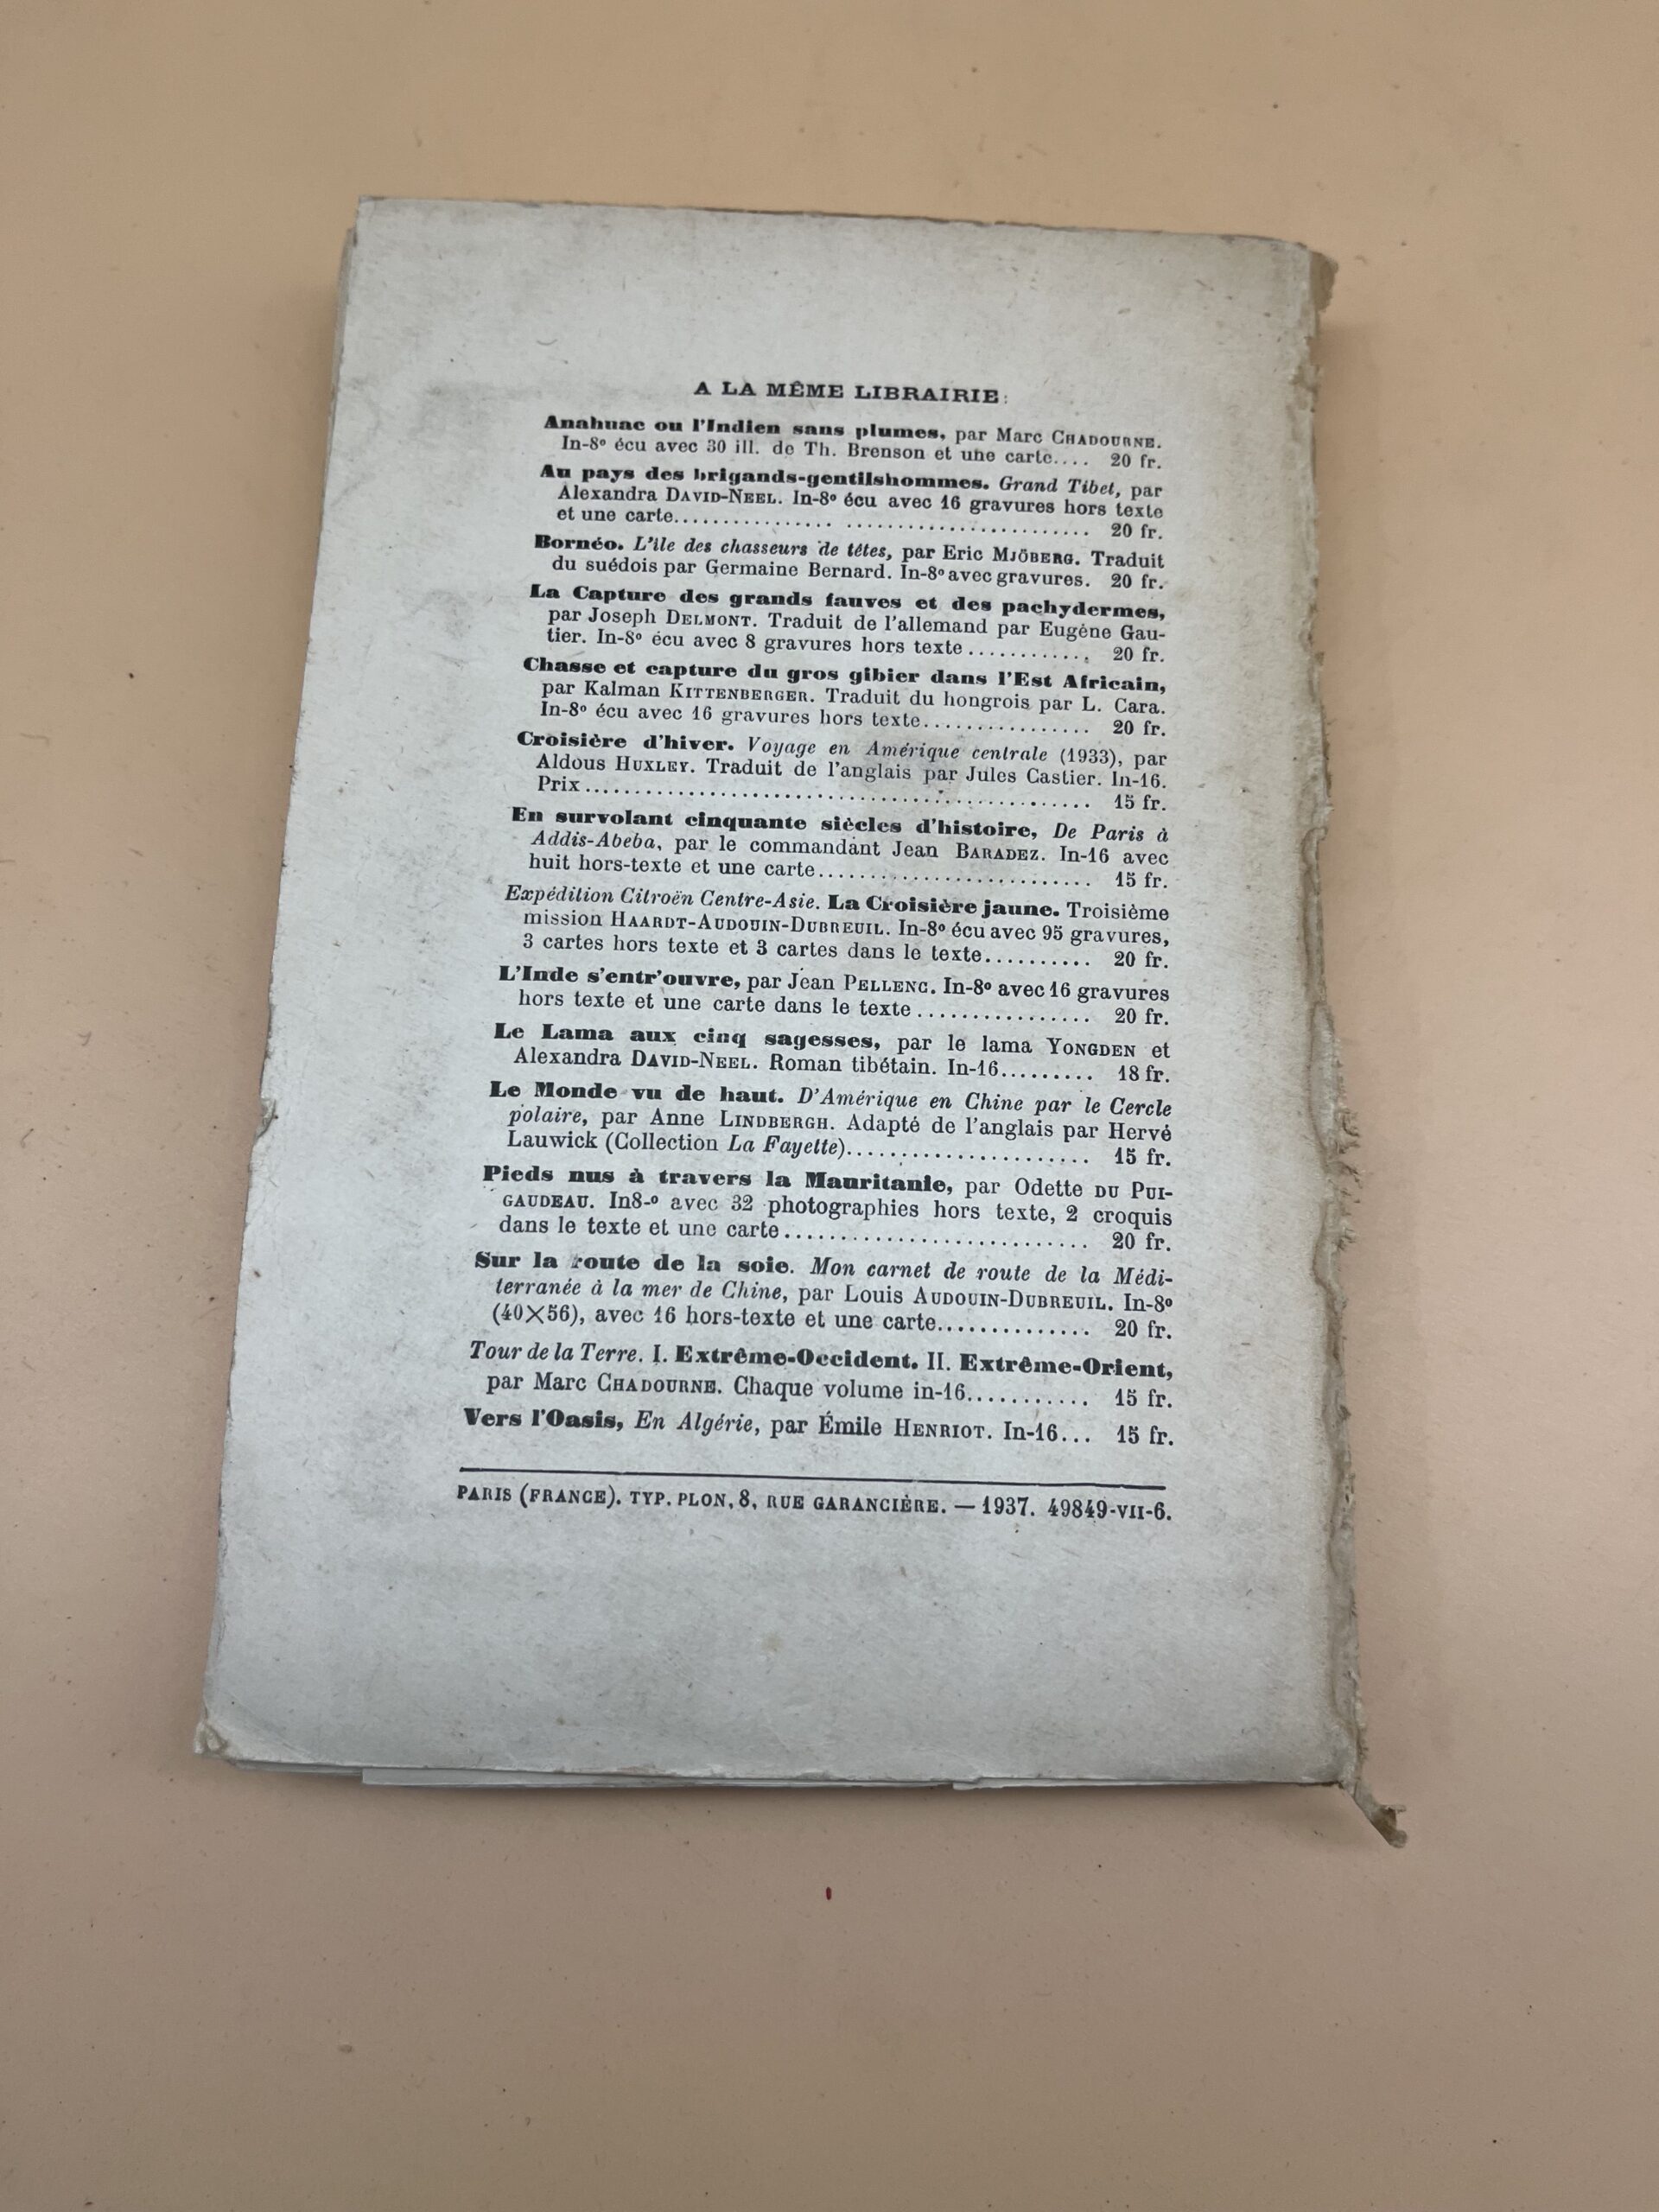 A LA MÊME LIBRAIRIE:
Anahuac ou l'Indien sans plumes, par Marc CHADOURNE.
In-8º écu avec 30 ill. de Th. Brenson et une carte.... 20 fr.
Au pays des brigands-gentilshommes. Grand Tibet, par
Alexandra DAVID-NEEL. In-8º écu avec 16 gravures hors texte
et une carte................ ......................... 20 fr.
Bornéo. L'île des chasseurs de têtes, par Eric MJÖBERG. Traduit
du suédois par Germaine Bernard. In-8º avec gravures. 20 fr.
La Capture des grands fauves et des pachydermes,
par Joseph DELMONT. Traduit de l'allemand par Eugène Gau-
tier. In-8º écu avec 8 gravures hors texte............ 20 fr.
Chasse et capture du gros gibier dans l'Est Africain,
par Kalman KITTENBERGER. Traduit du hongrois par L. Cara.
In-8º écu avec 16 gravures hors texte................ 20 fr.
Croisière d'hiver. Voyage en Amérique centrale (1933), par
Aldous HUXLEY. Traduit de l'anglais par Jules Castier. In-16.
Prix.................................................. 15 fr.
En survolant cinquante siècles d'histoire, De Paris à
Addis-Abeba, par le commandant Jean BARADEZ. In-16 avec
huit hors-texte et une carte........................... 15 fr.
Expédition Citroën Centre-Asie. La Croisière jaune. Troisième
mission HAARDT-AUDOUIN-DUBREUIL. In-8º écu avec 95 gravures,
3 cartes hors texte et 3 cartes dans le texte.......... 20 fr.
L'Inde s'entr'ouvre, par Jean PELLENC. In-8º avec 16 gravures
hors texte et une carte dans le texte................ 20 fr.
Le Lama aux cinq sagesses, par le lama YONGDEN et
Alexandra DAVID-NEEL. Roman tibétain. In-16......... 18 fr.
Le Monde vu de haut. D'Amérique en Chine par le Cercle
polaire, par Anne LINDBERGH. Adapté de l'anglais par Hervé
Lauwick (Collection La Fayette)....................... 15 fr.
Pieds nus à travers la Mauritanie, par Odette DU PUI-
GAUDEAU. In8-º avec 32 photographies hors texte, 2 croquis
dans le texte et une carte............................ 20 fr.
Sur la route de la soie. Mon carnet de route de la Médi-
terranée à la mer de Chine, par Louis AUDOUIN-DUBREUIL. In-8º
(40×56), avec 16 hors-texte et une carte.............. 20 fr.
Tour de la Terre. I. Extrême-Occident. II. Extrême-Orient,
par Marc CHADOURNE. Chaque volume in-16........... 15 fr.
Vers l'Oasis, En Algérie, par Émile HENRIOT. In-16... 15 fr.
PARIS (FRANCE). TYP. PLON, 8, RUE GARANCIÈRE. — 1937. 49849-VII-6.